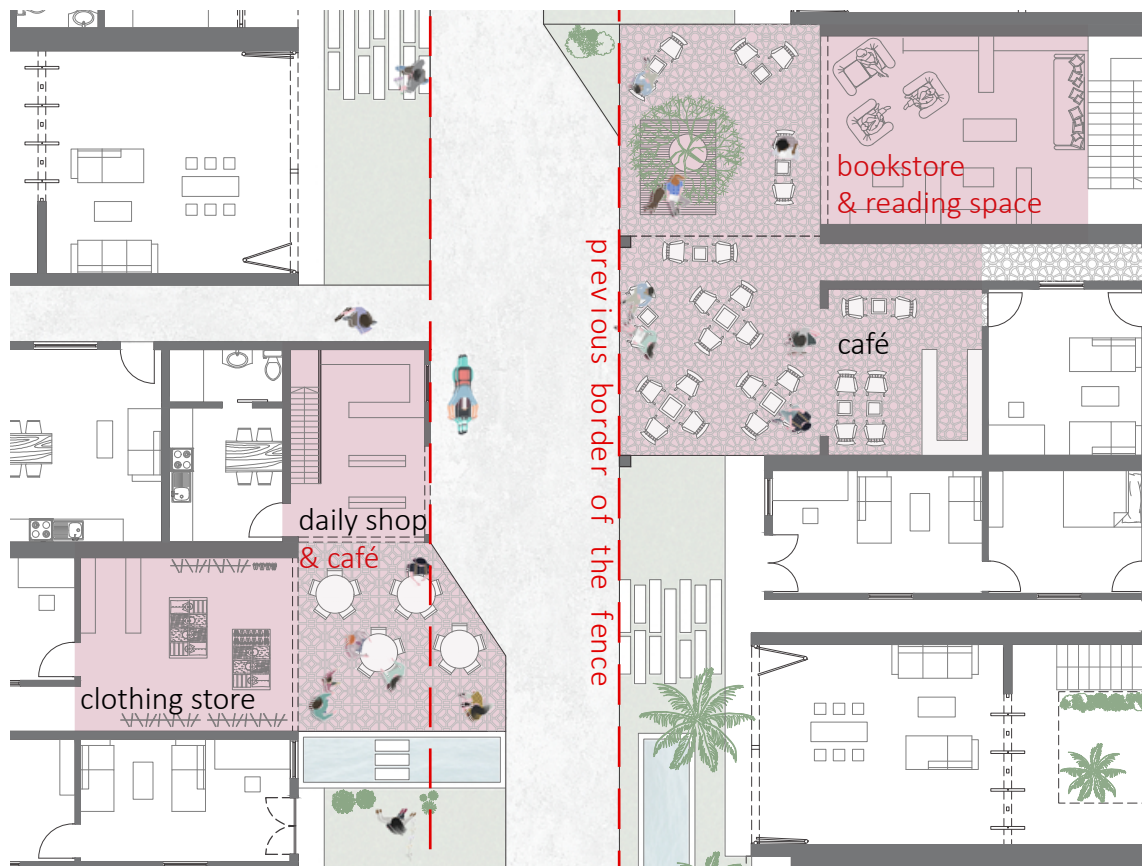 bookstore
& reading space
previous border of the fence
café
daily shop
& café
clothing store